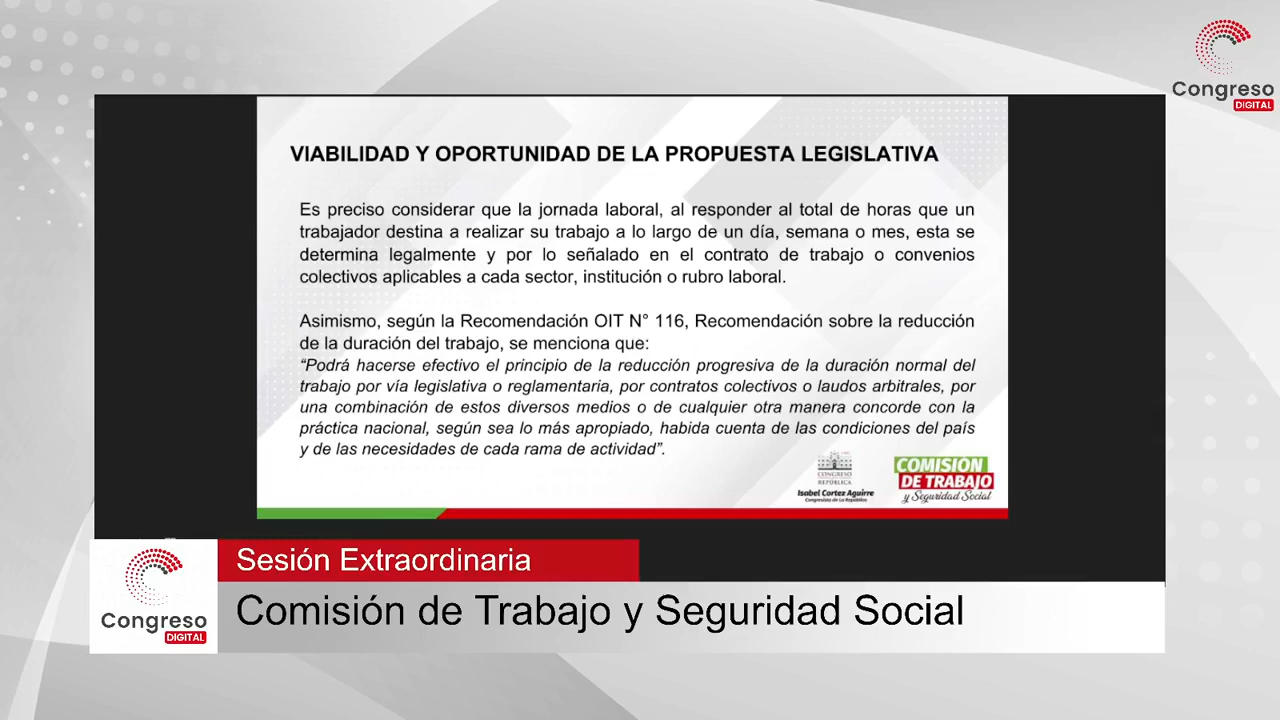 Congreso
DIGITAL
VIABILIDAD Y OPORTUNIDAD DE LA PROPUESTA LEGISLATIVA
Es preciso considerar que la jornada laboral, al responder al total de horas que un
trabajador destina a realizar su trabajo a lo largo de un día, semana o mes, esta se
determina legalmente y por lo señalado en el contrato de trabajo o convenios
colectivos aplicables a cada sector, institución o rubro laboral.
Asimismo, según la Recomendación OIT N° 116, Recomendación sobre la reducción
de la duración del trabajo, se menciona que:
“Podrá hacerse efectivo el principio de la reducción progresiva de la duración normal del
trabajo por vía legislativa o reglamentaria, por contratos colectivos o laudos arbitrales, por
una combinación de estos diversos medios o de cualquier otra manera concorde con la
práctica nacional, según sea lo más apropiado, habida cuenta de las condiciones del país
y de las necesidades de cada rama de actividad”.
CONGRESO
REPÚBLICA
Isabel Cortez Aguirre
Congresista de La República
COMISIÓN
DE TRABAJO
y Seguridad Social
Sesión Extraordinaria
Comisión de Trabajo y Seguridad Social
Congreso
DIGITAL